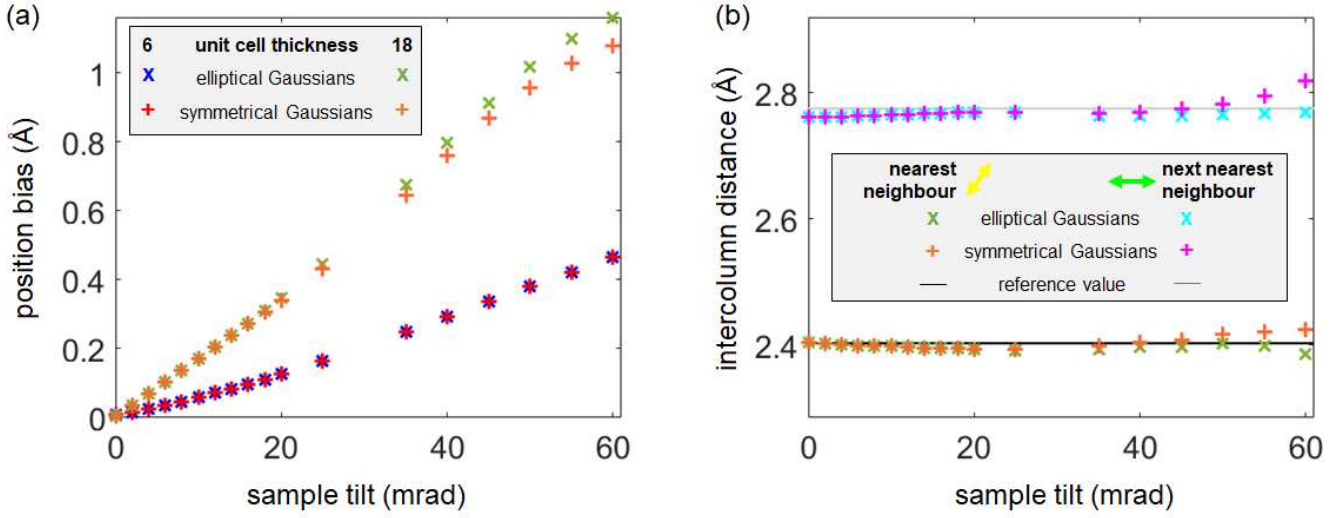 (a)
position bias (Å)
1
0.8
0.6
0.4
0.2
0
0
20
40
60
sample tilt (mrad)
6 unit cell thickness 18
x elliptical Gaussians x
+ symmetrical Gaussians +
(b)
intercolumn distance (Å)
2.8
2.6
2.4
0
20
40
60
sample tilt (mrad)
nearest next nearest
neighbour neighbour
x elliptical Gaussians x
+ symmetrical Gaussians +
reference value